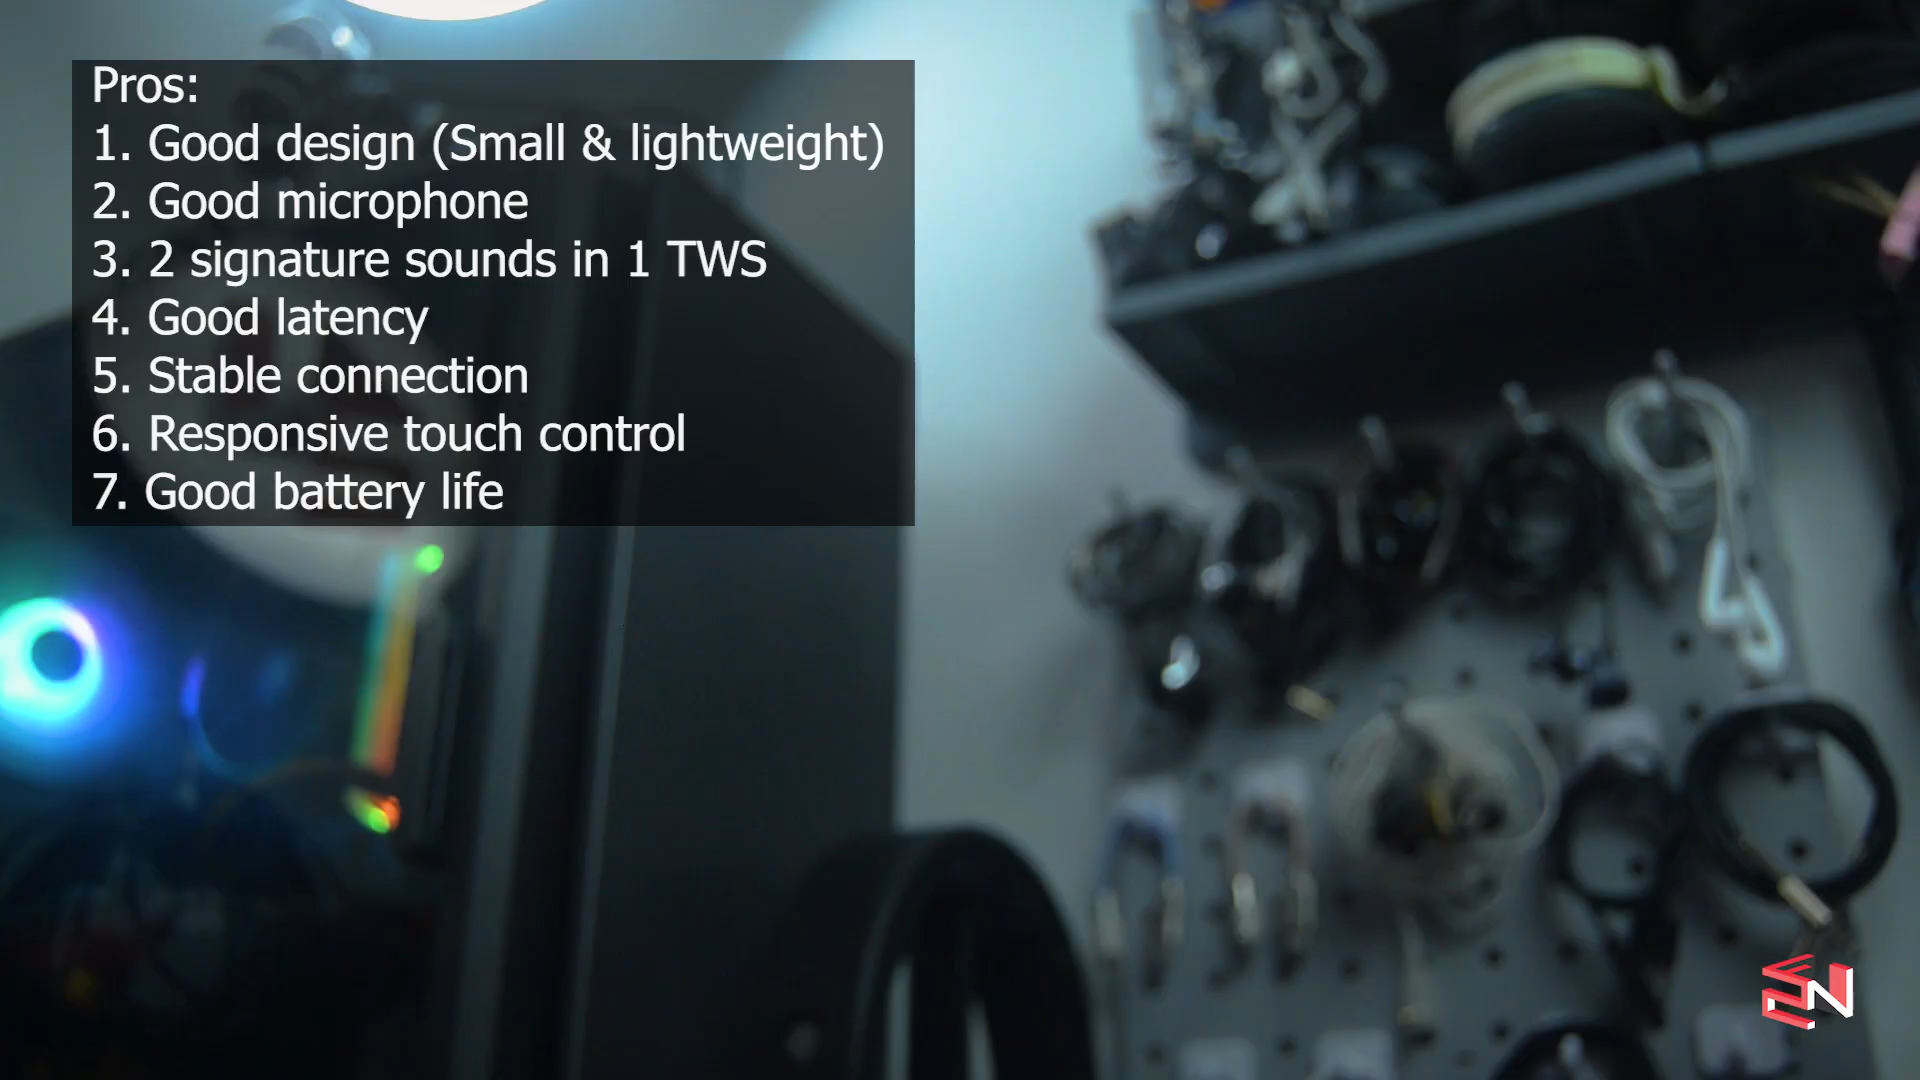 Pros:
1. Good design (Small & lightweight)
2. Good microphone
3. 2 signature sounds in 1 TWS
4. Good latency
5. Stable connection
6. Responsive touch control
7. Good battery life
EN